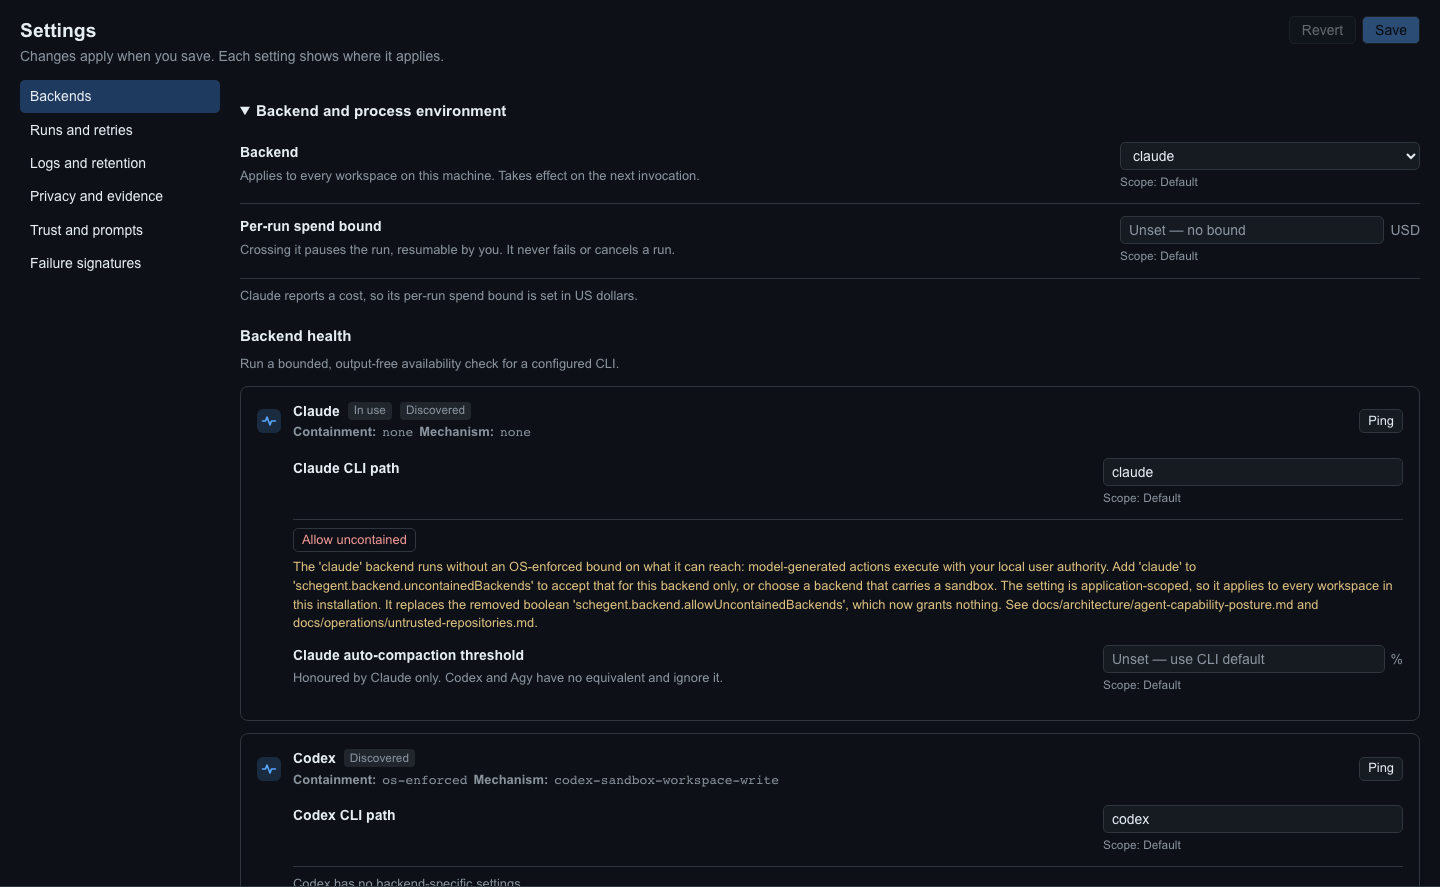 Settings
Revert
Save
Changes apply when you save. Each setting shows where it applies.
Backends
Runs and retries
Logs and retention
Privacy and evidence
Trust and prompts
Failure signatures
Backend and process environment
Backend
claude
Applies to every workspace on this machine. Takes effect on the next invocation.
Scope: Default
Per-run spend bound
Unset — no bound
USD
Crossing it pauses the run, resumable by you. It never fails or cancels a run.
Scope: Default
Claude reports a cost, so its per-run spend bound is set in US dollars.
Backend health
Run a bounded, output-free availability check for a configured CLI.
Claude In use Discovered
Containment: none Mechanism: none
Ping
Claude CLI path
claude
Scope: Default
Allow uncontained
The 'claude' backend runs without an OS-enforced bound on what it can reach: model-generated actions execute with your local user authority. Add 'claude' to
'schegent.backend.uncontainedBackends' to accept that for this backend only, or choose a backend that carries a sandbox. The setting is application-scoped, so it applies to every workspace in
this installation. It replaces the removed boolean 'schegent.backend.allowUncontainedBackends', which now grants nothing. See docs/architecture/agent-capability-posture.md and
docs/operations/untrusted-repositories.md.
Claude auto-compaction threshold
Unset — use CLI default
%
Honoured by Claude only. Codex and Agy have no equivalent and ignore it.
Scope: Default
Codex Discovered
Containment: os-enforced Mechanism: codex-sandbox-workspace-write
Ping
Codex CLI path
codex
Scope: Default
Codex has no backend-specific settings